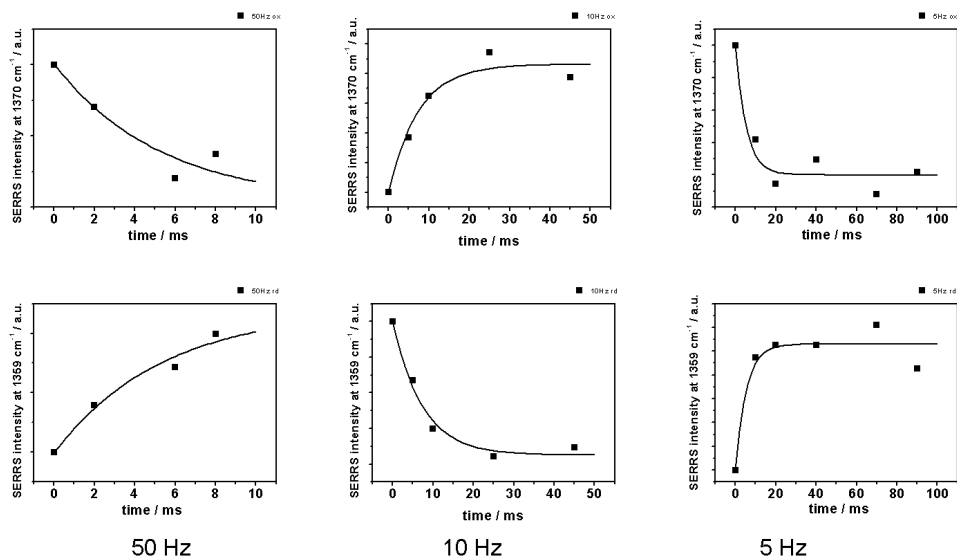 50Hz ox
SERRS intensity at 1370 cm⁻¹ / a.u.
0 2 4 6 8 10
time / ms
10Hz ox
SERRS intensity at 1370 cm⁻¹ / a.u.
0 10 20 30 40 50
time / ms
5Hz ox
SERRS intensity at 1370 cm⁻¹ / a.u.
0 20 40 60 80 100
time / ms
50Hz rd
SERRS intensity at 1359 cm⁻¹ / a.u.
0 2 4 6 8 10
time / ms
10Hz rd
SERRS intensity at 1359 cm⁻¹ / a.u.
0 10 20 30 40 50
time / ms
5Hz rd
SERRS intensity at 1359 cm⁻¹ / a.u.
0 20 40 60 80 100
time / ms
50 Hz
10 Hz
5 Hz